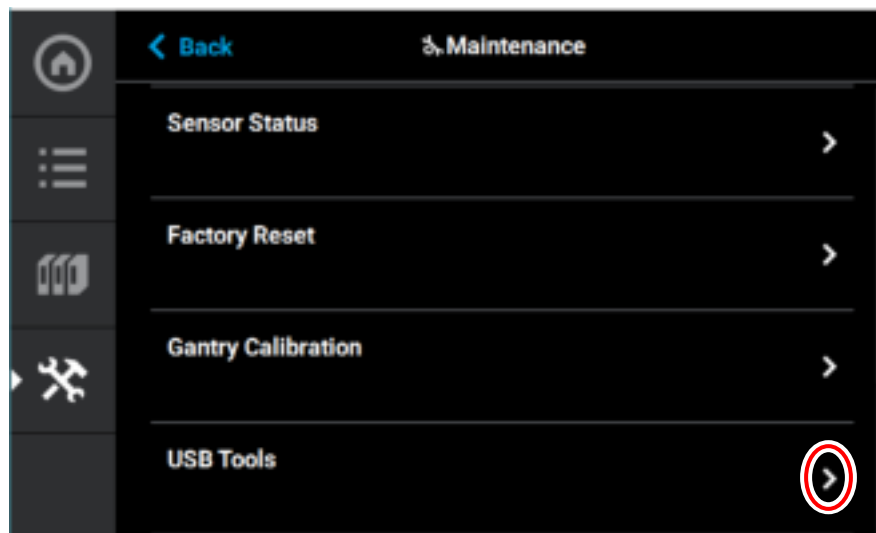 Back
Maintenance
Sensor Status
Factory Reset
Gantry Calibration
USB Tools